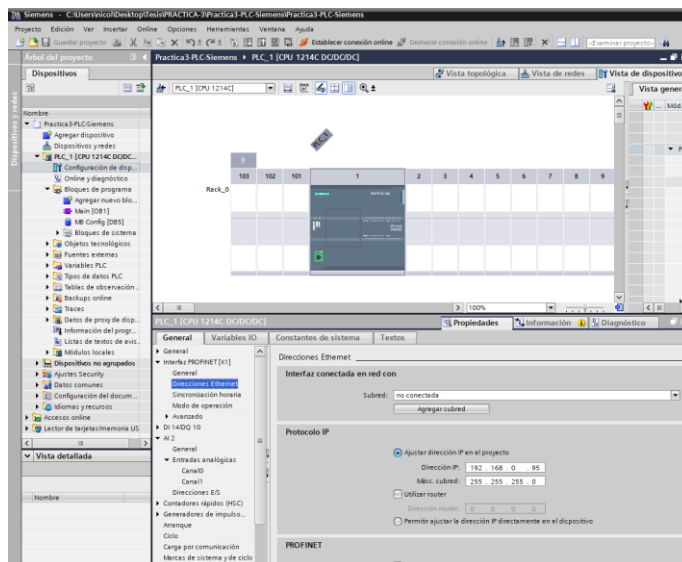 Siemens - C:\Users\nicol\Desktop\Tesis\PRACTICA-3\Practica3-PLC-Siemens\Practica3-PLC-Siemens
Proyecto Edición Ver Insertar Online Opciones Herramientas Ventana Ayuda
Guardar proyecto Establecer conexión online Deshacer conexión online <Examinar proyecto>
Árbol del proyecto
Practica3-PLC-Siemens PLC_1 [CPU 1214C DC/DC/DC]
Dispositivos
Vista topológica Vista de redes Vista de dispositivo
Dispositivos y redes
PLC_1 [CPU 1214C]
Vista gener
Mód
Nombre
Practica3-PLC-Siemens
Agregar dispositivo
Dispositivos y redes
PLC_1 [CPU 1214C DC/DC...
Configuración de disp...
Online y diagnóstico
Bloques de programa
Agregar nuevo blo...
Main [OB1]
MB Config [DB5]
Bloques de sistema
Objetos tecnológicos
Fuentes externas
Variables PLC
Tipos de datos PLC
Tablas de observación ..
Backups online
Traces
Datos de proxy de disp...
Información del progr...
Listas de textos de avis..
Módulos locales
Dispositivos no agrupados
Ajustes Security
Datos comunes
Configuración del docum...
Idiomas y recursos
Accesos online
Lector de tarjetas/memoria US
Vista detallada
Nombre
PLC_1
103 102 101 1 2 3 4 5 6 7 8 9
Rack_0
SIEMENS
100%
PLC_1 [CPU 1214C DC/DC/DC]
Propiedades Información Diagnóstico
General Variables IO Constantes de sistema Textos
General
Interfaz PROFINET [X1]
General
Direcciones Ethernet
Sincronización horaria
Modo de operación
Avanzado
DI 14/DQ 10
AI 2
General
Entradas analógicas
Canal0
Canal1
Direcciones E/S
Contadores rápidos (HSC)
Generadores de impulso...
Arranque
Ciclo
Carga por comunicación
Marcas de sistema y de ciclo
Direcciones Ethernet
Interfaz conectada en red con
Subred: no conectada
Agregar subred
Protocolo IP
Ajustar dirección IP en el proyecto
Dirección IP: 192 . 168 . 0 . 95
Másc. subred: 255 . 255 . 255 . 0
Utilizar router
Dirección router: 0 . 0 . 0 . 0
Permitir ajustar la dirección IP directamente en el dispositivo
PROFINET